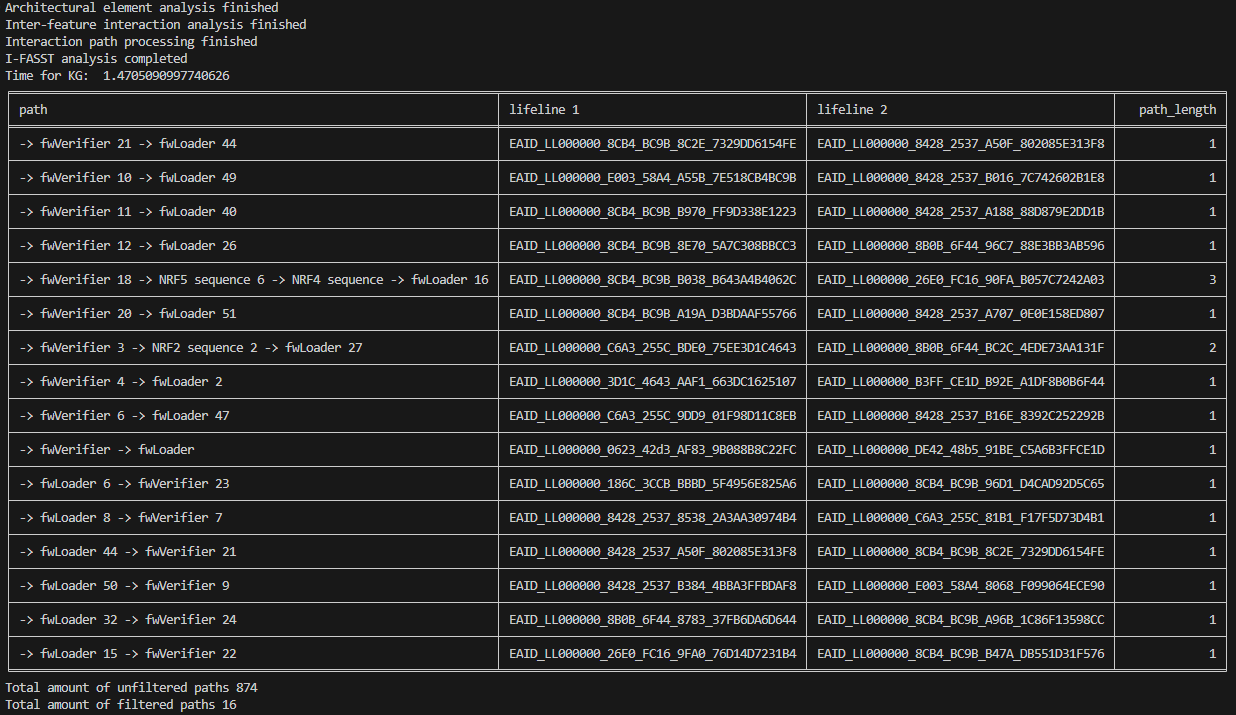 Architectural element analysis finished
Inter-feature interaction analysis finished
Interaction path processing finished
I-FASST analysis completed
Time for KG:  1.4705090997740626
path lifeline 1 lifeline 2 path_length
-> fwVerifier 21 -> fwLoader 44 EAID_LL000000_8CB4_BC9B_8C2E_7329DD6154FE EAID_LL000000_8428_2537_A50F_802085E313F8 1
-> fwVerifier 10 -> fwLoader 49 EAID_LL000000_E003_58A4_A55B_7E518CB4BC9B EAID_LL000000_8428_2537_B016_7C742602B1E8 1
-> fwVerifier 11 -> fwLoader 40 EAID_LL000000_8CB4_BC9B_B970_FF9D338E1223 EAID_LL000000_8428_2537_A188_88D879E2DD1B 1
-> fwVerifier 12 -> fwLoader 26 EAID_LL000000_8CB4_BC9B_8E70_5A7C308BBCC3 EAID_LL000000_8B0B_6F44_96C7_88E3BB3AB596 1
-> fwVerifier 18 -> NRF5 sequence 6 -> NRF4 sequence -> fwLoader 16 EAID_LL000000_8CB4_BC9B_B038_B643A4B4062C EAID_LL000000_26E0_FC16_90FA_B057C7242A03 3
-> fwVerifier 20 -> fwLoader 51 EAID_LL000000_8CB4_BC9B_A19A_D3BDAAF55766 EAID_LL000000_8428_2537_A707_0E0E158ED807 1
-> fwVerifier 3 -> NRF2 sequence 2 -> fwLoader 27 EAID_LL000000_C6A3_255C_BDE0_75EE3D1C4643 EAID_LL000000_8B0B_6F44_BC2C_4EDE73AA131F 2
-> fwVerifier 4 -> fwLoader 2 EAID_LL000000_3D1C_4643_AAF1_663DC1625107 EAID_LL000000_B3FF_CE1D_B92E_A1DF8B0B6F44 1
-> fwVerifier 6 -> fwLoader 47 EAID_LL000000_C6A3_255C_9DD9_01F98D11C8EB EAID_LL000000_8428_2537_B16E_8392C252292B 1
-> fwVerifier -> fwLoader EAID_LL000000_0623_42d3_AF83_9B088B8C22FC EAID_LL000000_DE42_48b5_91BE_C5A6B3FFCE1D 1
-> fwLoader 6 -> fwVerifier 23 EAID_LL000000_186C_3CCB_BBBD_5F4956E825A6 EAID_LL000000_8CB4_BC9B_96D1_D4CAD92D5C65 1
-> fwLoader 8 -> fwVerifier 7 EAID_LL000000_8428_2537_8538_2A3AA30974B4 EAID_LL000000_C6A3_255C_81B1_F17F5D73D4B1 1
-> fwLoader 44 -> fwVerifier 21 EAID_LL000000_8428_2537_A50F_802085E313F8 EAID_LL000000_8CB4_BC9B_8C2E_7329DD6154FE 1
-> fwLoader 50 -> fwVerifier 9 EAID_LL000000_8428_2537_B384_4BBA3FFBDAF8 EAID_LL000000_E003_58A4_8068_F099064ECE90 1
-> fwLoader 32 -> fwVerifier 24 EAID_LL000000_8B0B_6F44_8783_37FB6DA6D644 EAID_LL000000_8CB4_BC9B_A96B_1C86F13598CC 1
-> fwLoader 15 -> fwVerifier 22 EAID_LL000000_26E0_FC16_9FA0_76D14D7231B4 EAID_LL000000_8CB4_BC9B_B47A_DB551D31F576 1
Total amount of unfiltered paths 874
Total amount of filtered paths 16